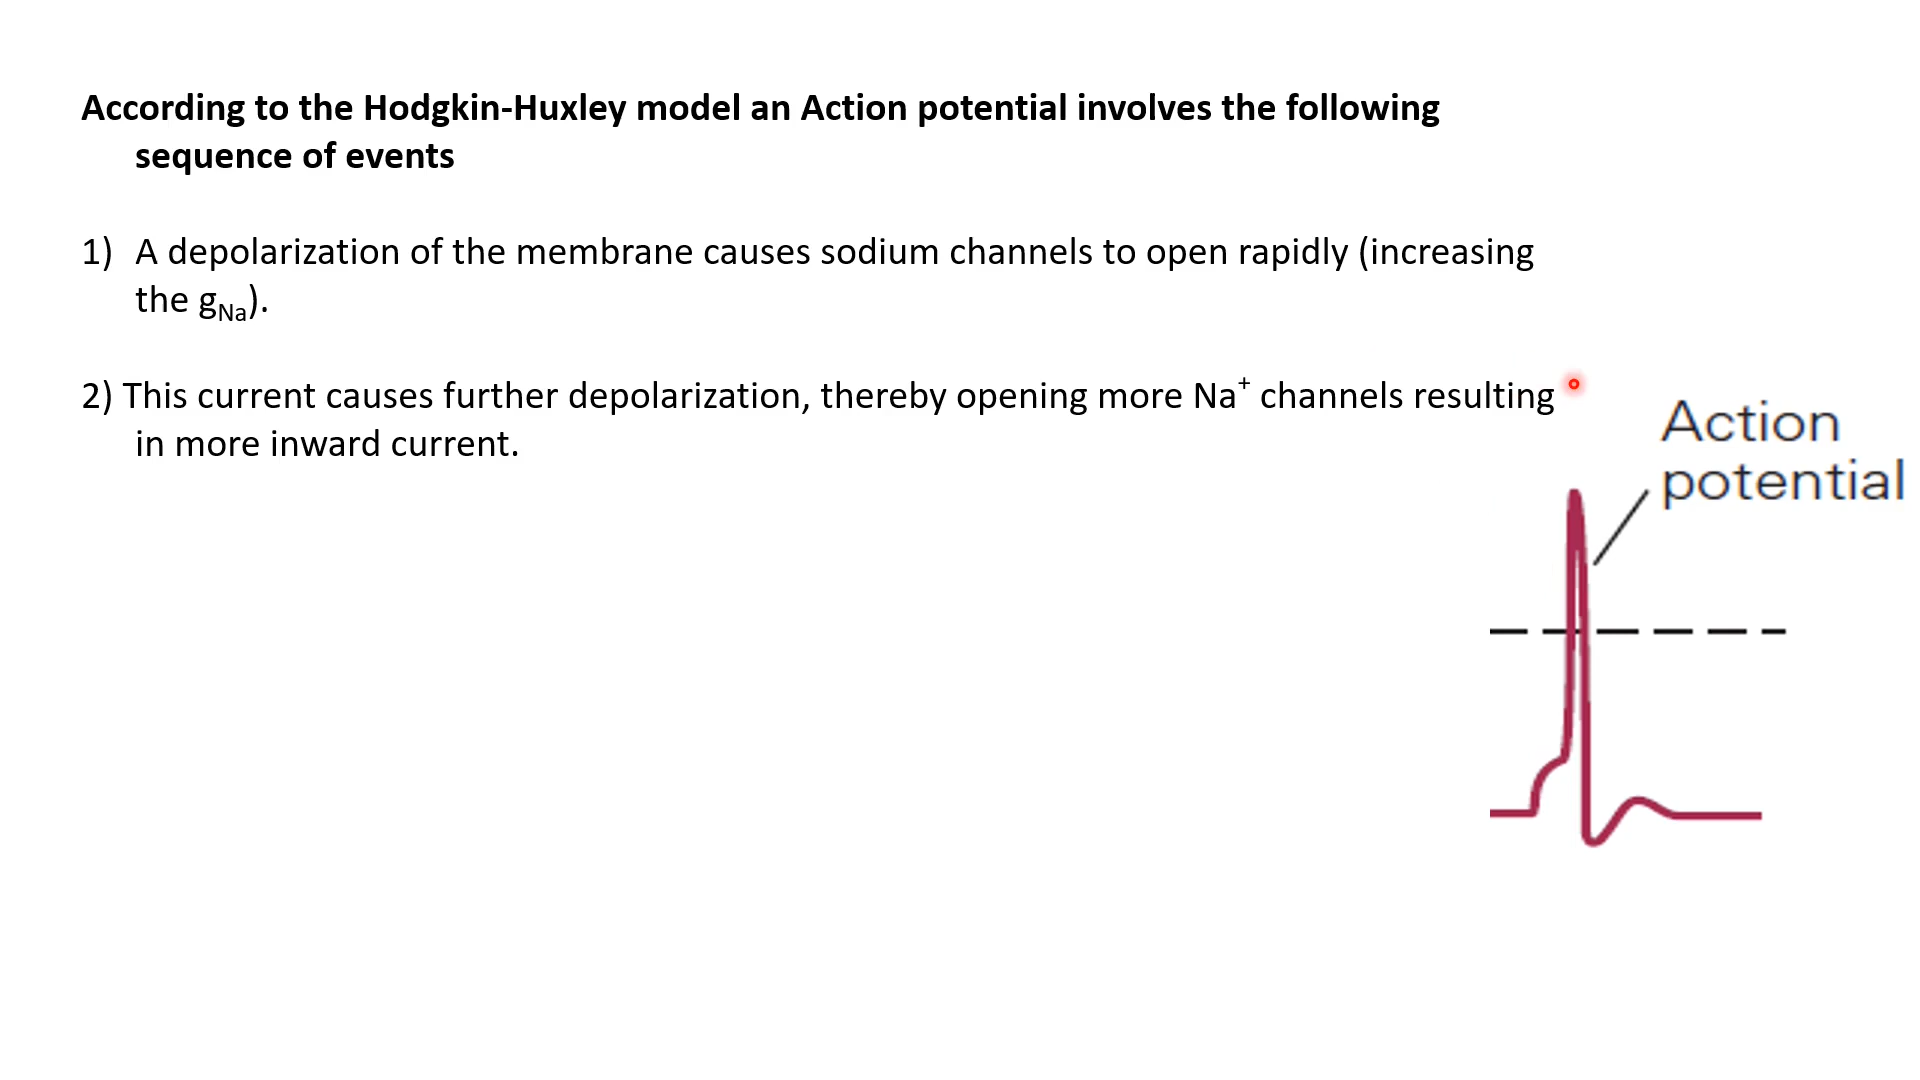 According to the Hodgkin-Huxley model an Action potential involves the following
sequence of events
1) A depolarization of the membrane causes sodium channels to open rapidly (increasing
the gNa).
2) This current causes further depolarization, thereby opening more Na⁺ channels resulting
in more inward current.
Action
potential